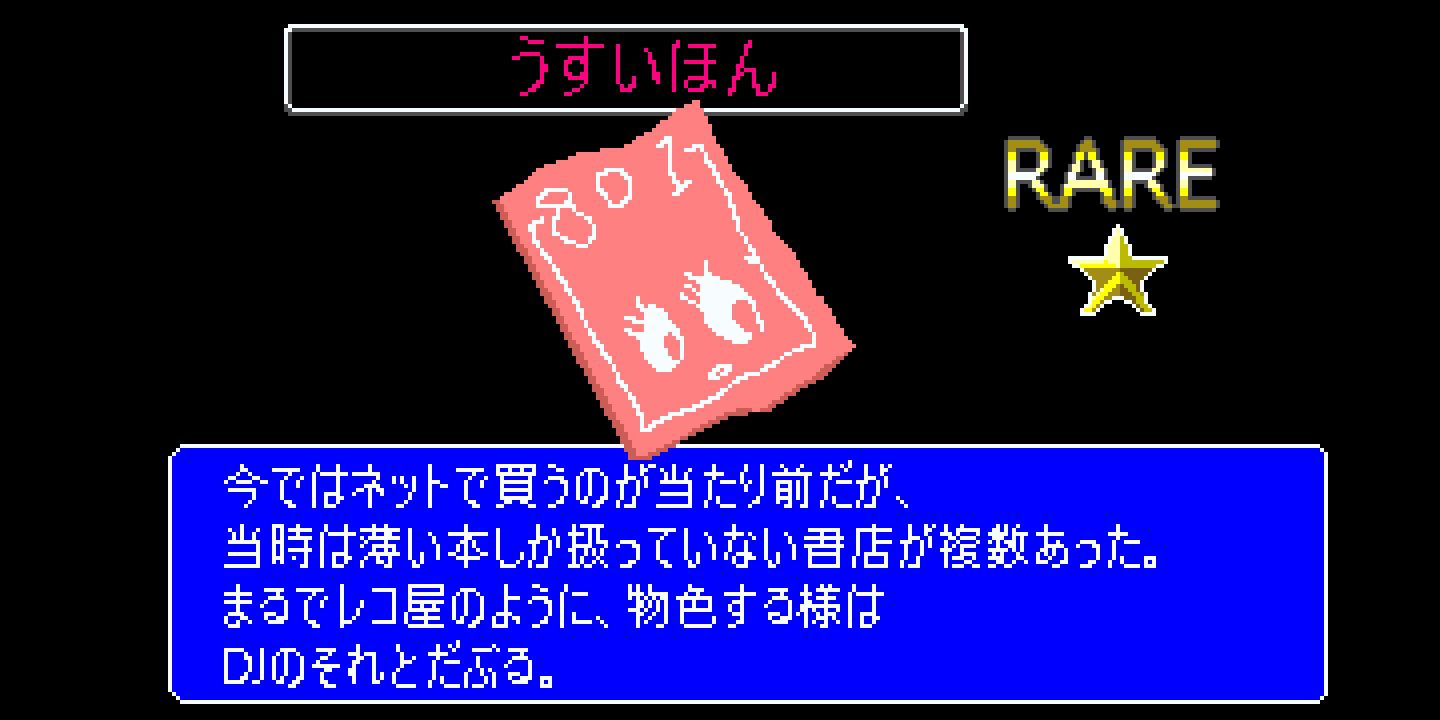 うすいほん
RARE
801
今ではネットで買うのが当たり前だが、
当時は薄い本しか扱っていない書店が複数あった。
まるでレコ屋のように、物色する様は
DJのそれとだぶる。